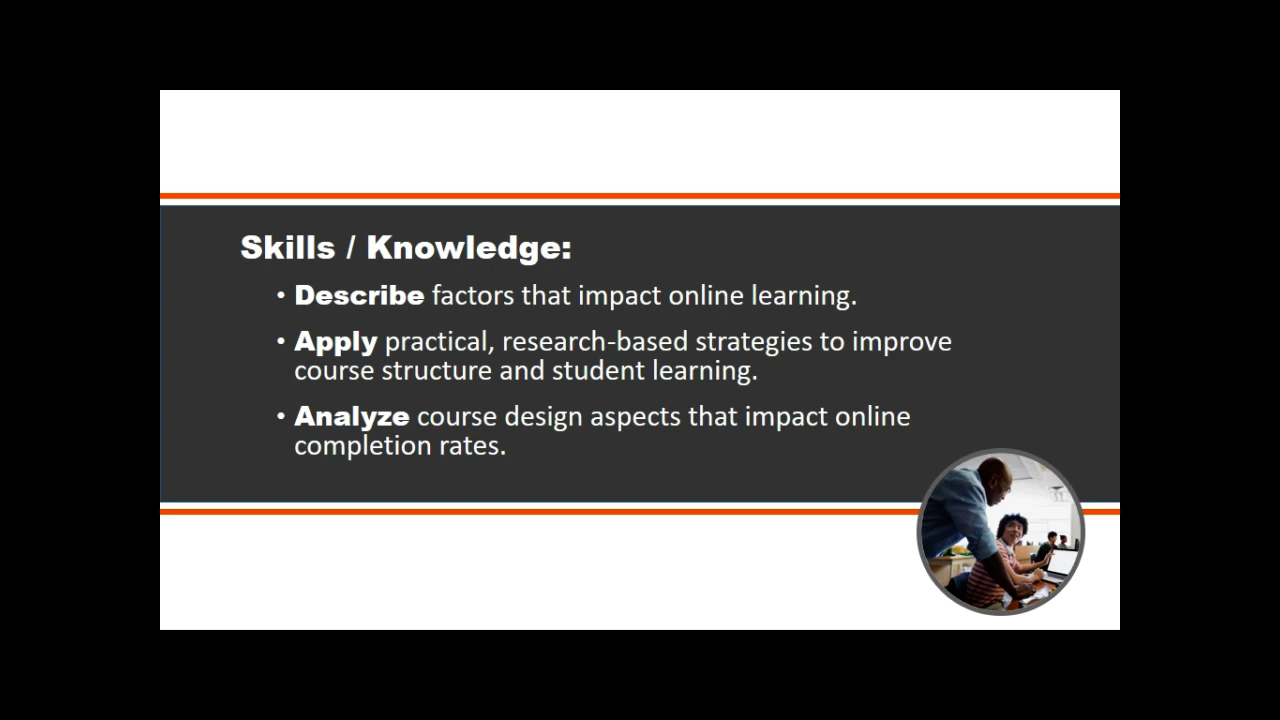 Skills / Knowledge:
• Describe factors that impact online learning.
• Apply practical, research-based strategies to improve
course structure and student learning.
• Analyze course design aspects that impact online
completion rates.